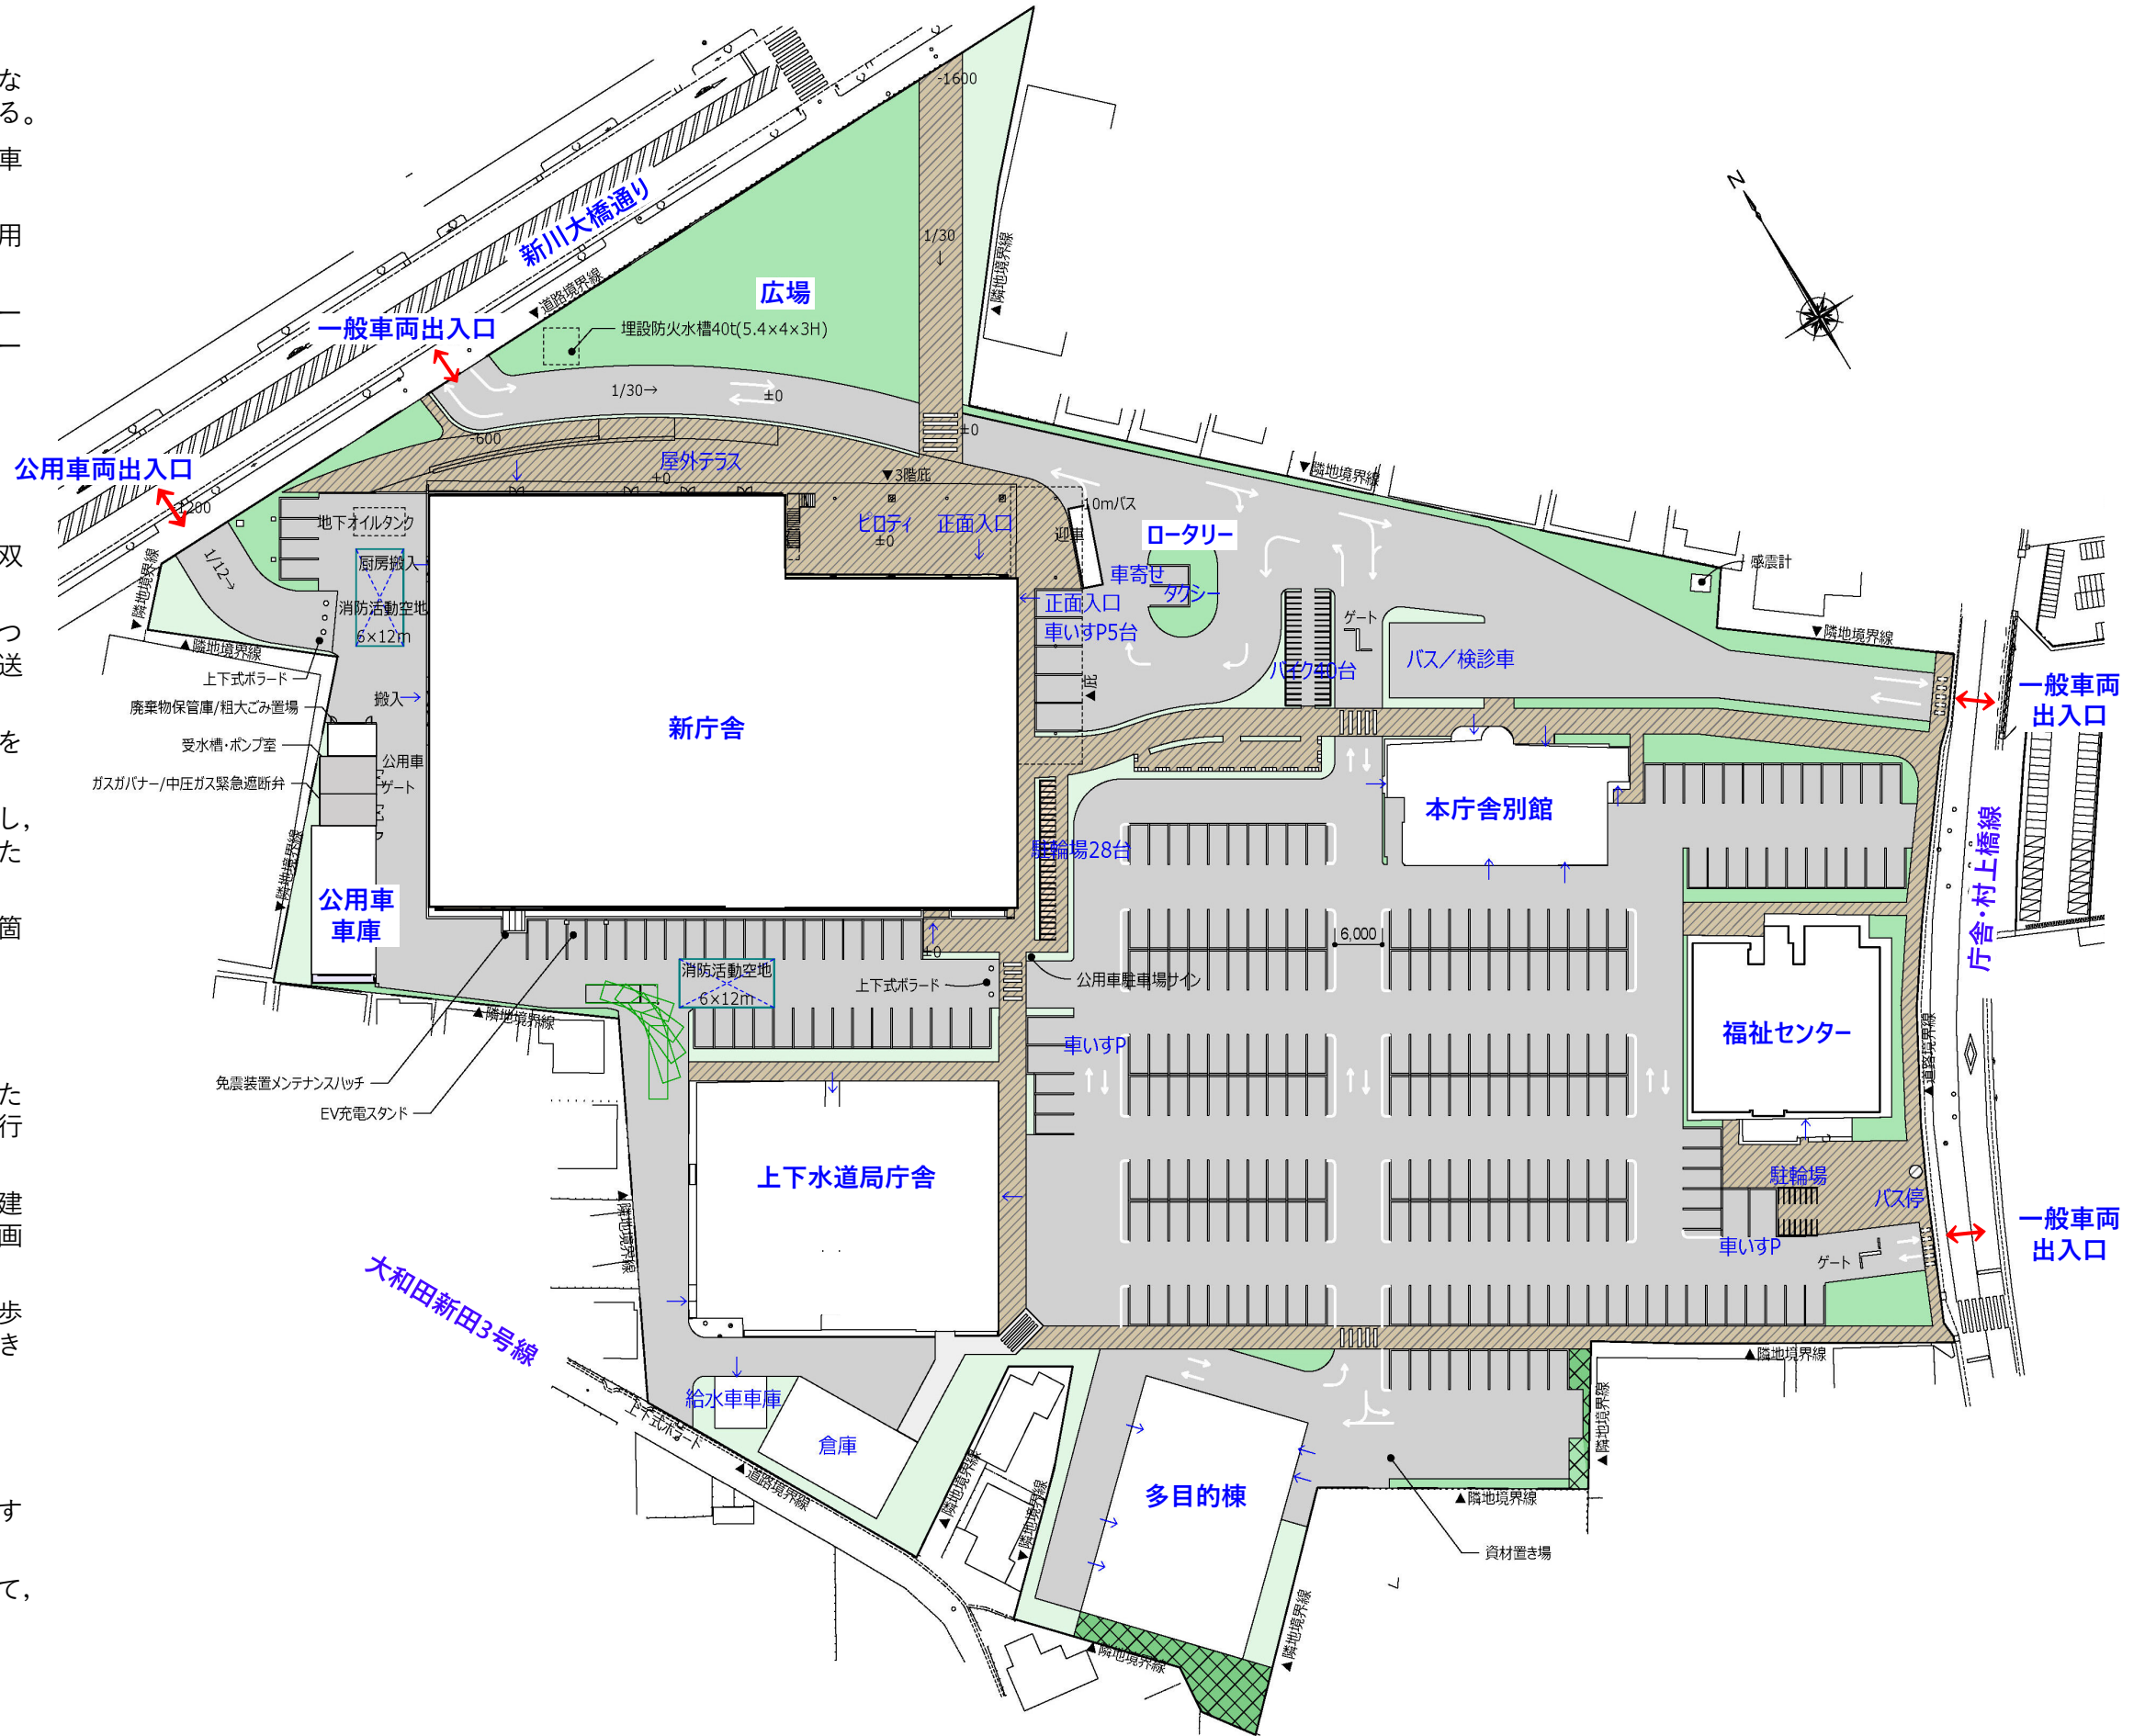 な
る。
車
用
双
つ
送
を
し,
た
箇
た
行
建
画
歩
き
す
て,
-1600
新川大橋通り
1/30
↓
▲隣地境界線
N
広場
▼道路境界線
一般車両出入口
埋設防火水槽40t(5.4×4×3H)
1/30→
±0
-600
±0
公用車両出入口
1200
屋外テラス
±0
▼3階庇
▼隣地境界線
地下オイルタンク
ピロティ
±0
正面入口
10mバス
迎車
ロータリー
1/12→
厨房搬入
消防活動空地
6×12m
車寄せ
タクシー
感震計
▼隣地境界線
▲隣地境界線
正面入口
車いすP5台
ゲート
▼隣地境界線
上下式ボラード
バイク40台
バス／検診車
▲庇
搬入
廃棄物保管庫/粗大ごみ置場
新庁舎
一般車両
出入口
受水槽・ポンプ室
公用車
ゲート
ガスガバナー/中圧ガス緊急遮断弁
本庁舎別館
▼隣地境界線
駐輪場28台
庁舎・村上橋線
公用車
車庫
6,000
±0
消防活動空地
6×12m
上下式ボラード
公用車駐車場サイン
▲隣地境界線
福祉センター
車いすP
▲道路境界線
免震装置メンテナンスハッチ
EV充電スタンド
上下水道局庁舎
駐輪場
バス停
▼隣地境界線
一般車両
出入口
車いすP
ゲート
大和田新田3号線
▲隣地境界線
給水車車庫
上下式ボラード
倉庫
▲道路境界線
▲隣地境界線
▲隣地境界線
多目的棟
▲隣地境界線
▲隣地境界線
資材置き場
▲隣地境界線
▲隣地境界線